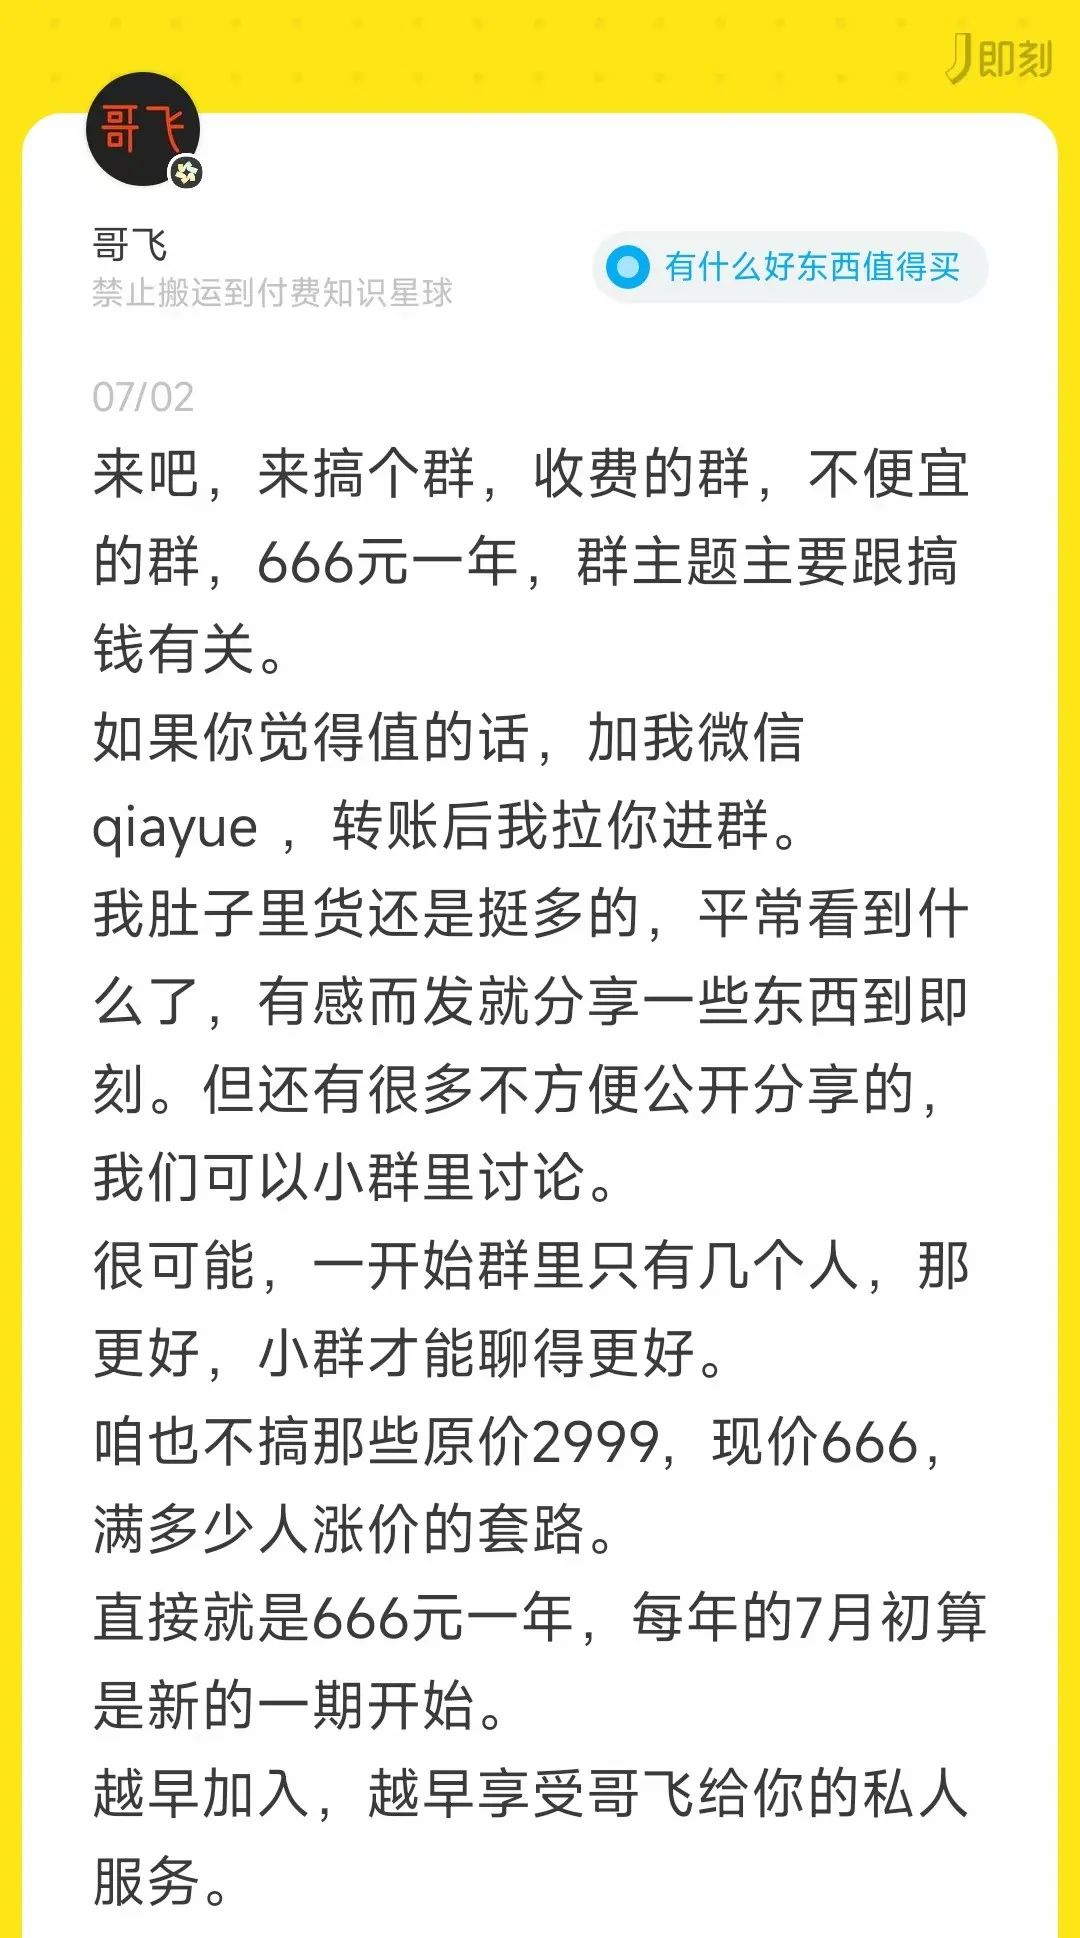 即刻
哥飞
哥飞
禁止搬运到付费知识星球
有什么好东西值得买
07/02
来吧，来搞个群，收费的群，不便宜
的群，666元一年，群主题主要跟搞
钱有关。
如果你觉得值的话，加我微信
qiayue ，转账后我拉你进群。
我肚子里货还是挺多的，平常看到什
么了，有感而发就分享一些东西到即
刻。但还有很多不方便公开分享的，
我们可以小群里讨论。
很可能，一开始群里只有几个人，那
更好，小群才能聊得更好。
咱也不搞那些原价2999，现价666，
满多少人涨价的套路。
直接就是666元一年，每年的7月初算
是新的一期开始。
越早加入，越早享受哥飞给你的私人
服务。